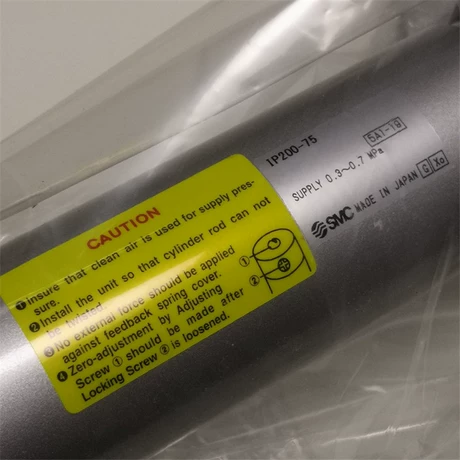 CAUTION
❶ Insure that clean air is used for supply pres-
sure.
❷ Install the unit so that cylinder rod can not
be twisted.
❸ No external force should be applied
against feedback spring cover.
❹ Zero-adjustment by Adjusting
Screw ① should be made after
Locking Screw ② is loosened.
①
②
IP200-75
SUPPLY 0.3~0.7 MPa
5AT-19
SMC MADE IN JAPAN G Xo